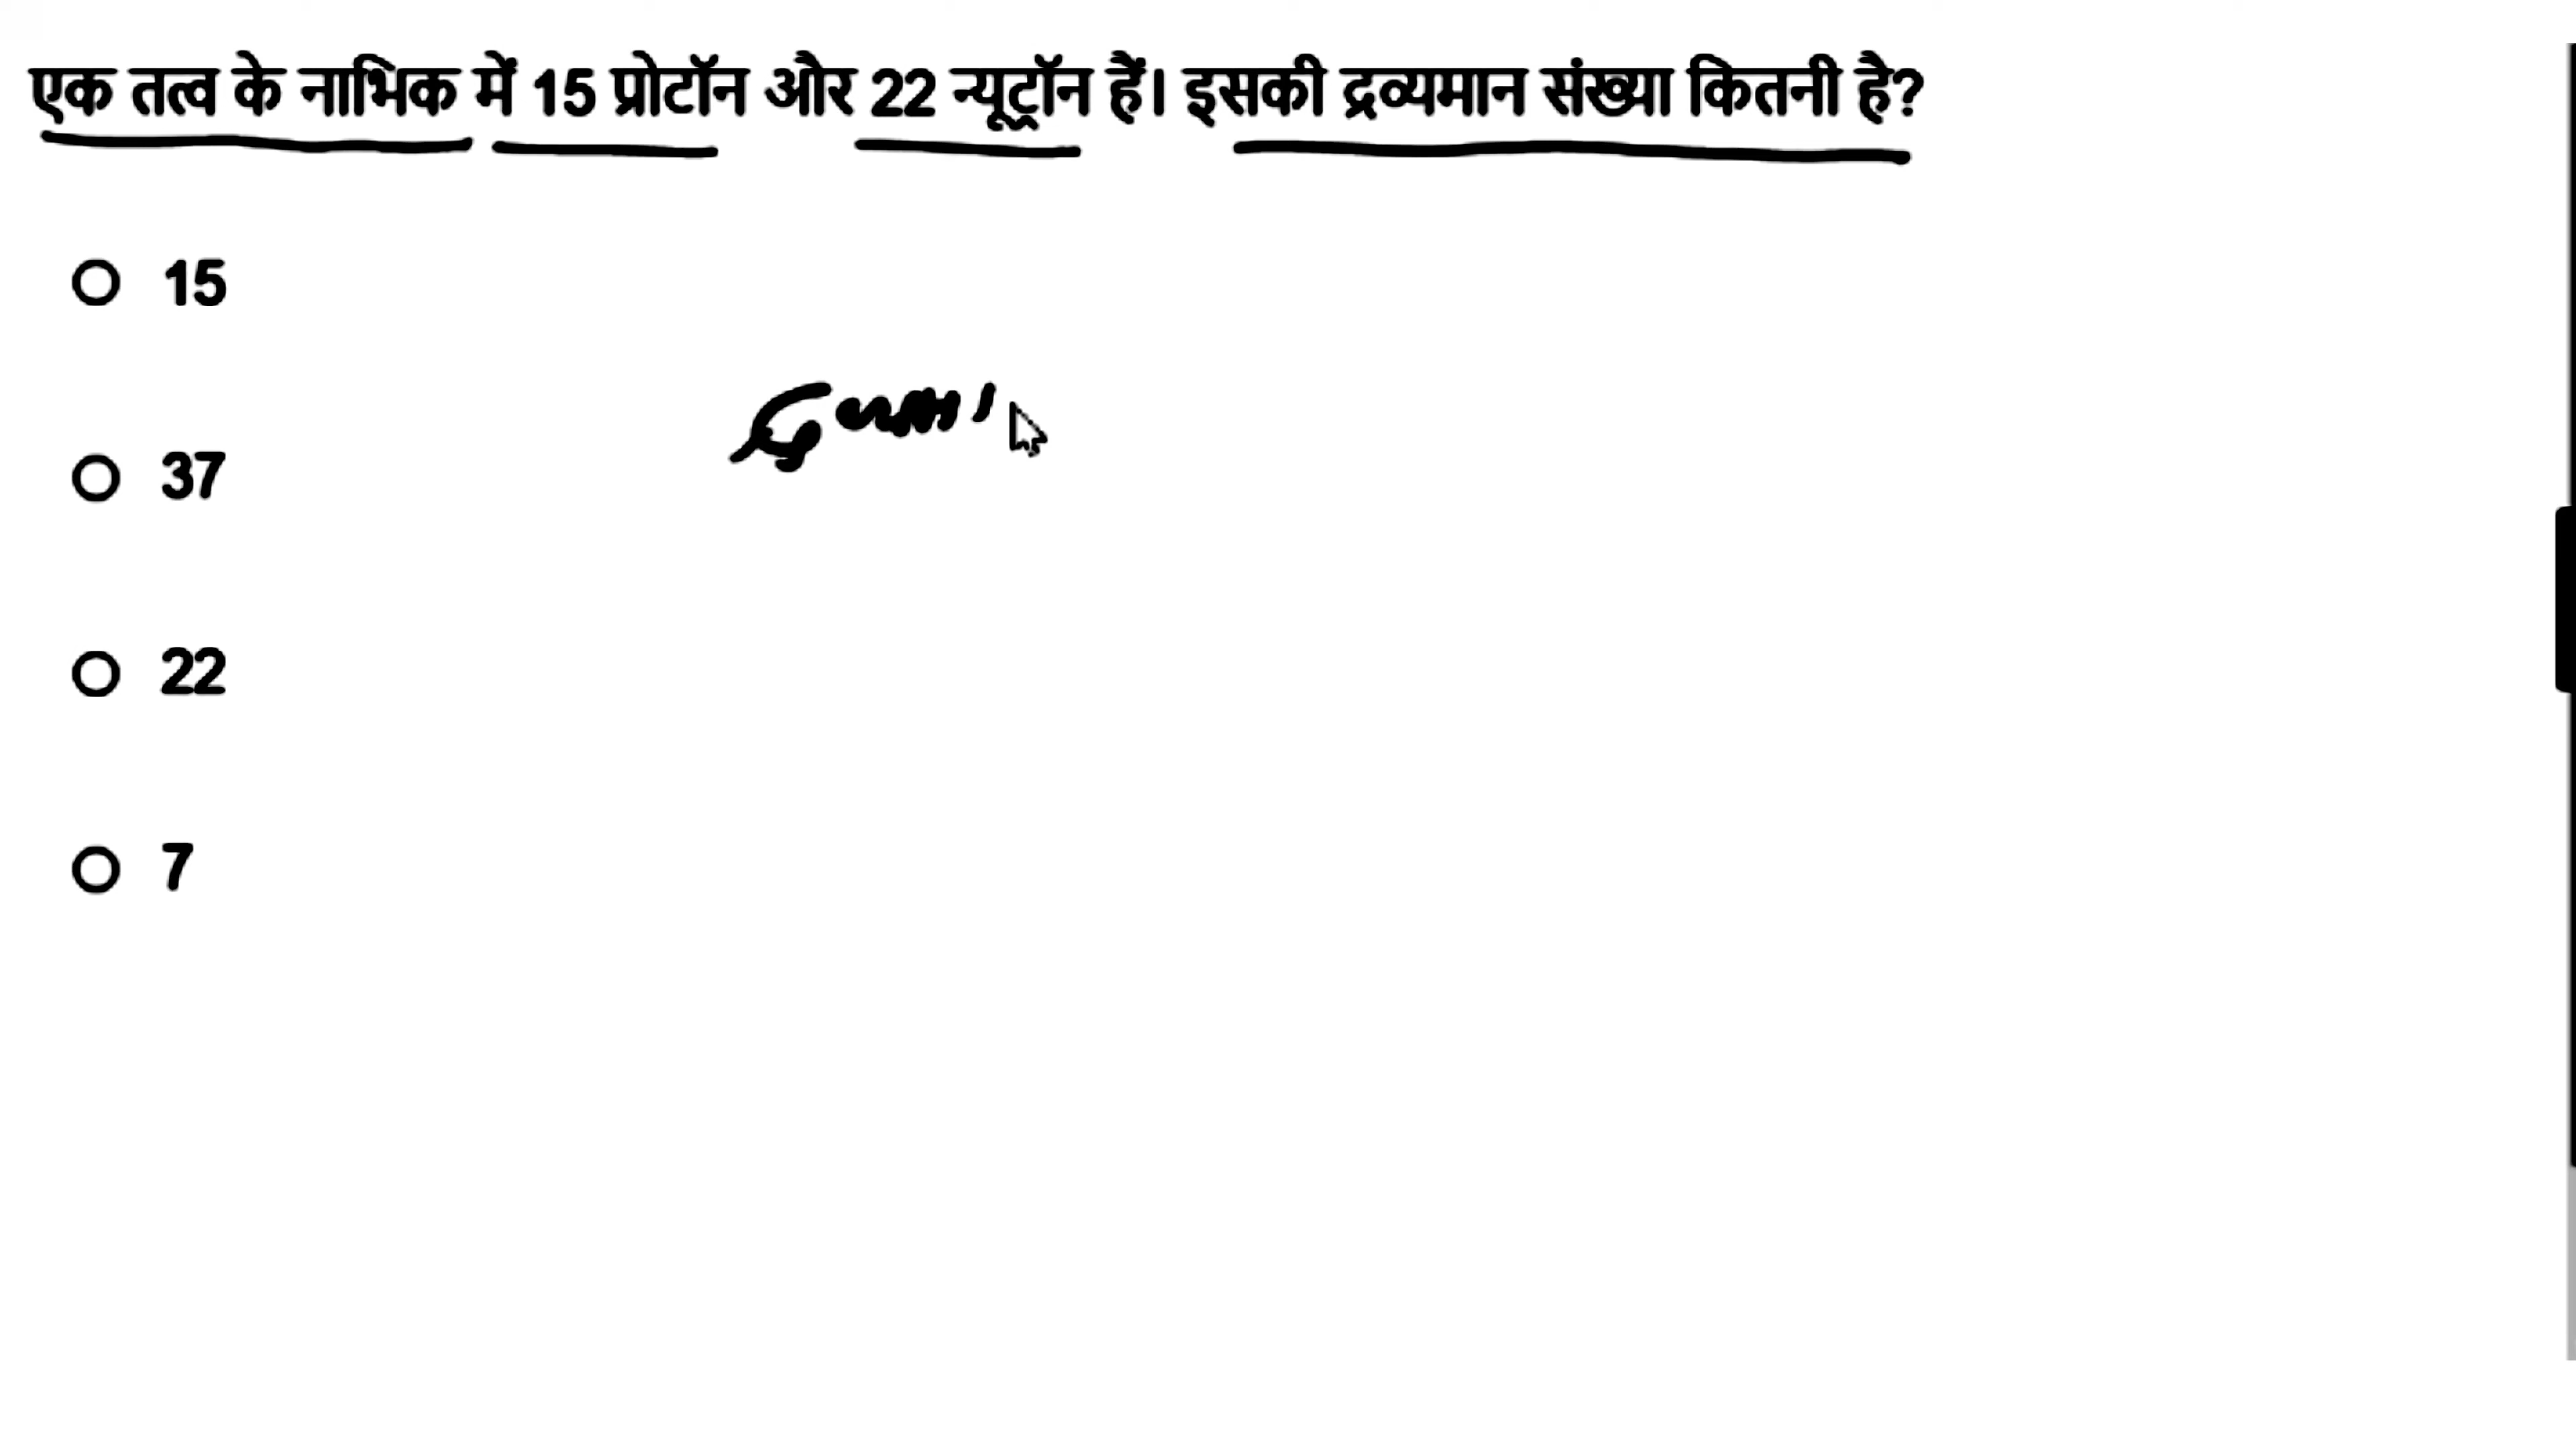 एक तत्व के नाभिक में 15 प्रोटॉन और 22 न्यूट्रॉन हैं। इसकी द्रव्यमान संख्या कितनी है?
15
37
22
7